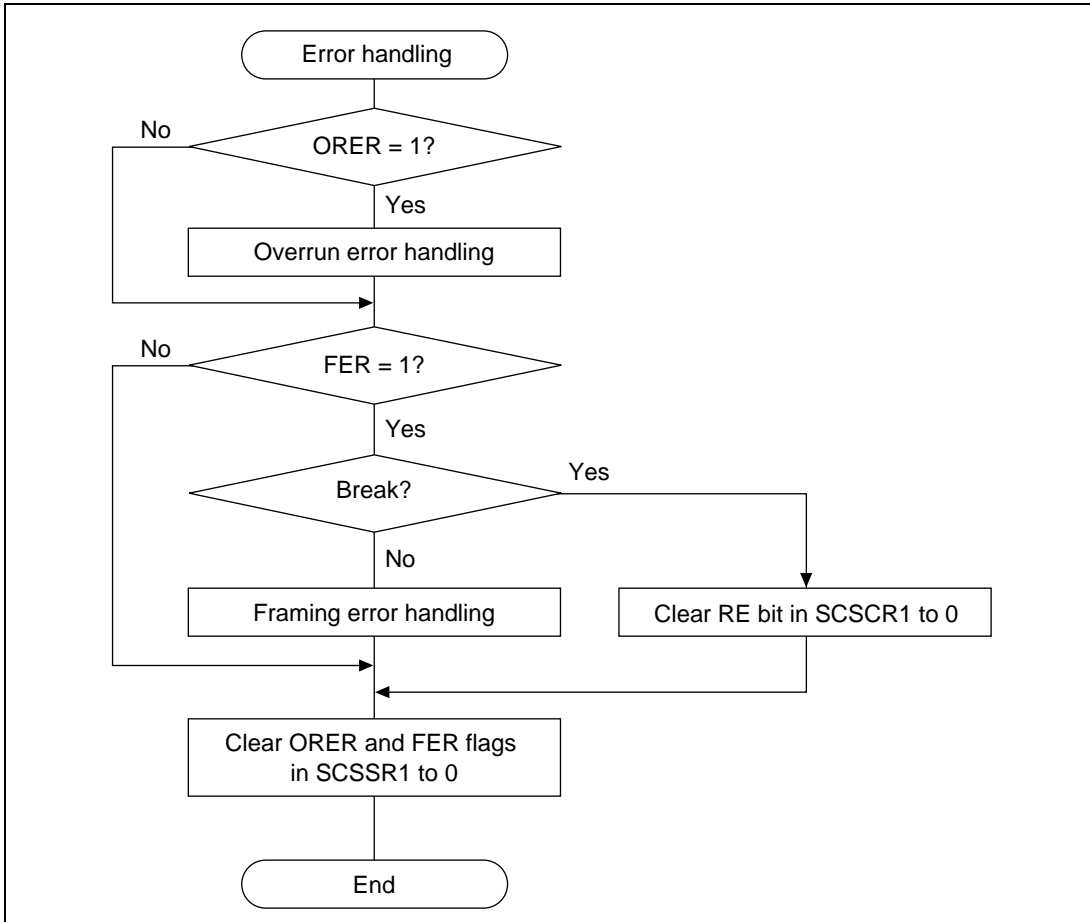 Error handling
No
ORER = 1?
Yes
Overrun error handling
No
FER = 1?
Yes
Yes
Break?
No
Framing error handling
Clear RE bit in SCSCR1 to 0
Clear ORER and FER flags
in SCSSR1 to 0
End